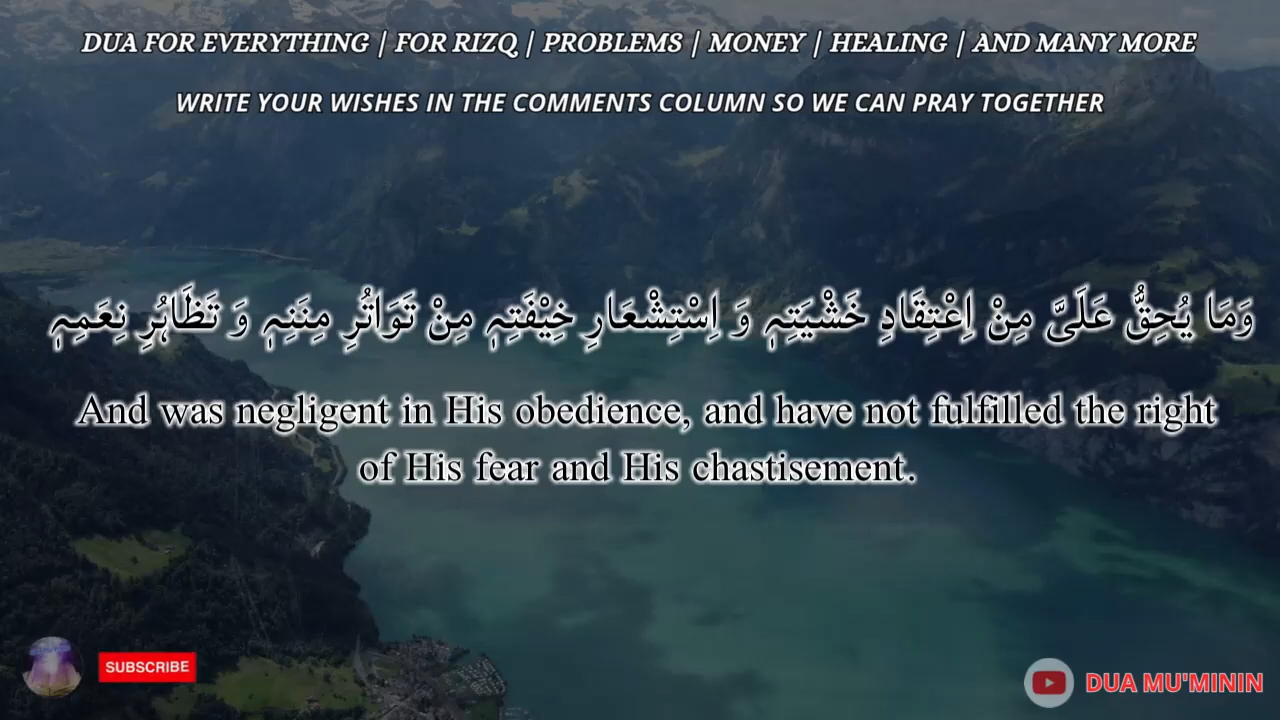 DUA FOR EVERYTHING | FOR RIZQ | PROBLEMS | MONEY | HEALING | AND MANY MORE
WRITE YOUR WISHES IN THE COMMENTS COLUMN SO WE CAN PRAY TOGETHER
وَمَا يُحِقُّ عَلَىَّ مِنْ اِعْتِقَادِ خَشْيَتِہٖ وَ اِسْتِشْعَارِ خِيْفَتِہٖ مِنْ تَوَاتُرِ مِنَنِہٖ وَ تَظَاہُرِ نِعَمِہٖ
And was negligent in His obedience, and have not fulfilled the right
of His fear and His chastisement.
SUBSCRIBE
DUA MU'MININ